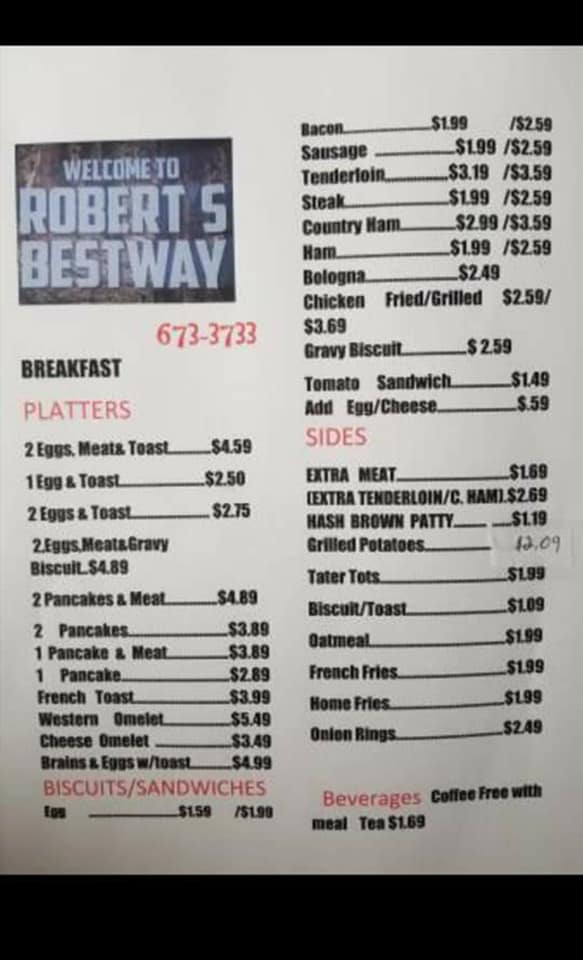 WELCOME TO
ROBERT'S
BESTWAY
673-3733
BREAKFAST
PLATTERS
2 Eggs, Meat& Toast $4.59
1 Egg & Toast $2.50
2 Eggs & Toast $2.75
2,Eggs,Meat&Gravy
Biscuit $4.89
2 Pancakes & Meat $4.89
2 Pancakes $3.89
1 Pancake & Meat $3.89
1 Pancake $2.89
French Toast $3.99
Western Omelet $5.49
Cheese Omelet $3.49
Brains & Eggs w/toast $4.99
BISCUITS/SANDWICHES
Egg $1.59 /$1.99
Bacon $1.99 /$2.59
Sausage $1.99 /$2.59
Tenderloin $3.19 /$3.59
Steak $1.99 /$2.59
Country Ham $2.99 /$3.59
Ham $1.99 /$2.59
Bologna $2.49
Chicken Fried/Grilled $2.59/
$3.69
Gravy Biscuit $ 2.59
Tomato Sandwich $1.49
Add Egg/Cheese $.59
SIDES
EXTRA MEAT $1.69
(EXTRA TENDERLOIN/C. HAM).$2.69
HASH BROWN PATTY $1.19
Grilled Potatoes $2.09
Tater Tots $1.99
Biscuit/Toast $1.09
Oatmeal $1.99
French Fries $1.99
Home Fries $1.99
Onion Rings $2.49
Beverages Coffee Free with
meal Tea $1.69